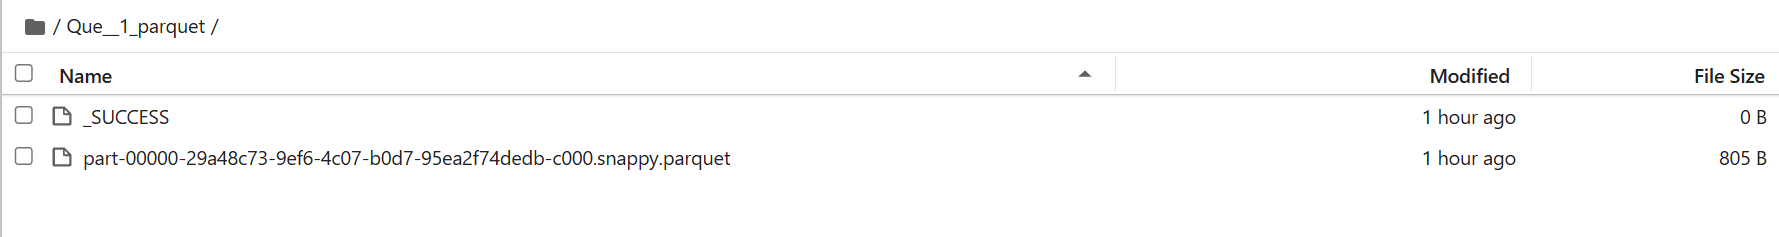 / Que__1_parquet /
Name Modified File Size
_SUCCESS 1 hour ago 0 B
part-00000-29a48c73-9ef6-4c07-b0d7-95ea2f74dedb-c000.snappy.parquet 1 hour ago 805 B